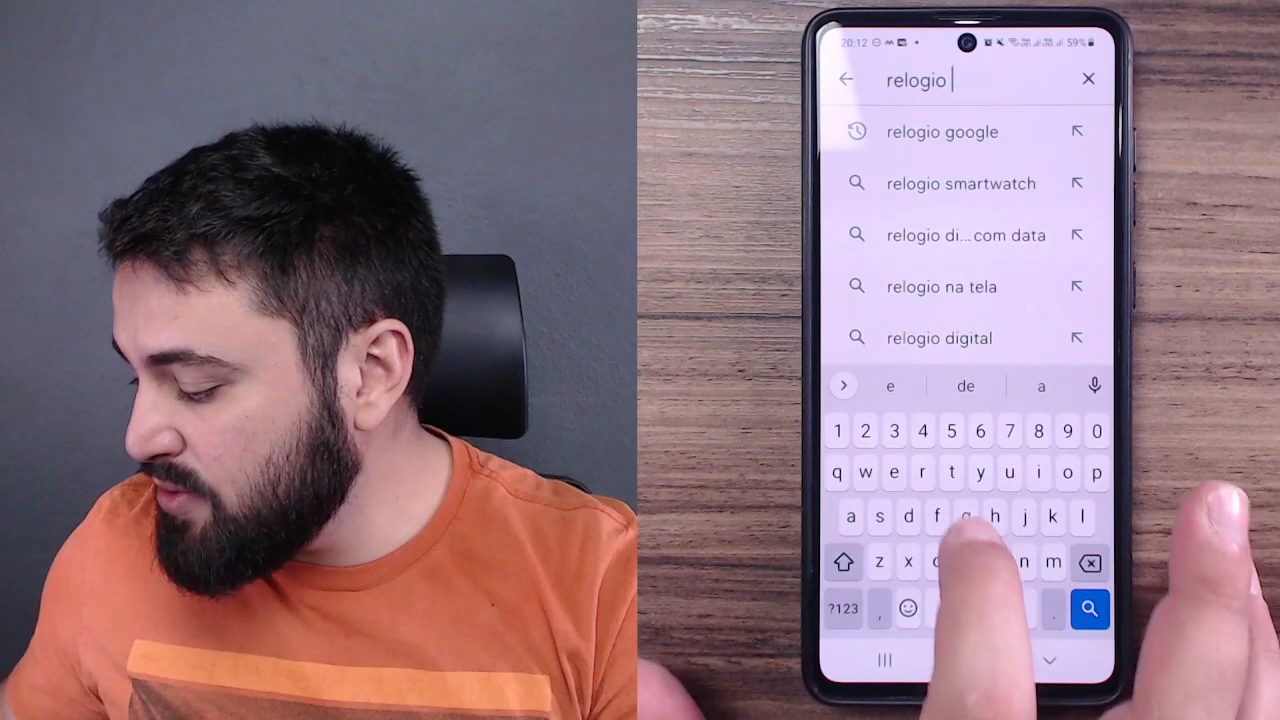 20:12 59%
relogio
relogio google
relogio smartwatch
relogio di...com data
relogio na tela
relogio digital
e de a
1 2 3 4 5 6 7 8 9 0
q w e r t y u i o p
a s d f g h j k l
z x c n m
?123 , .